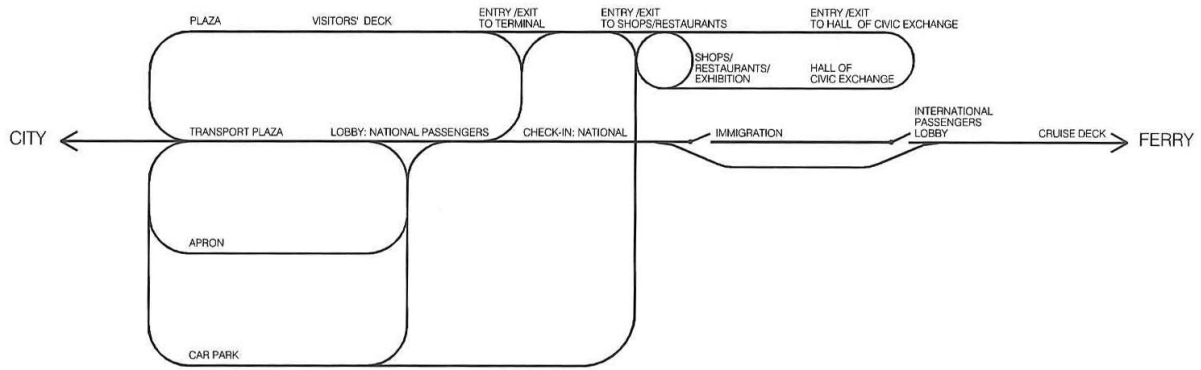 PLAZA
VISITORS' DECK
ENTRY /EXIT
TO TERMINAL
ENTRY /EXIT
TO SHOPS/RESTAURANTS
ENTRY /EXIT
TO HALL OF CIVIC EXCHANGE
SHOPS/
RESTAURANTS/
EXHIBITION
HALL OF
CIVIC EXCHANGE
CITY
TRANSPORT PLAZA
LOBBY: NATIONAL PASSENGERS
CHECK-IN: NATIONAL
IMMIGRATION
INTERNATIONAL
PASSENGERS
LOBBY
CRUISE DECK
FERRY
APRON
CAR PARK